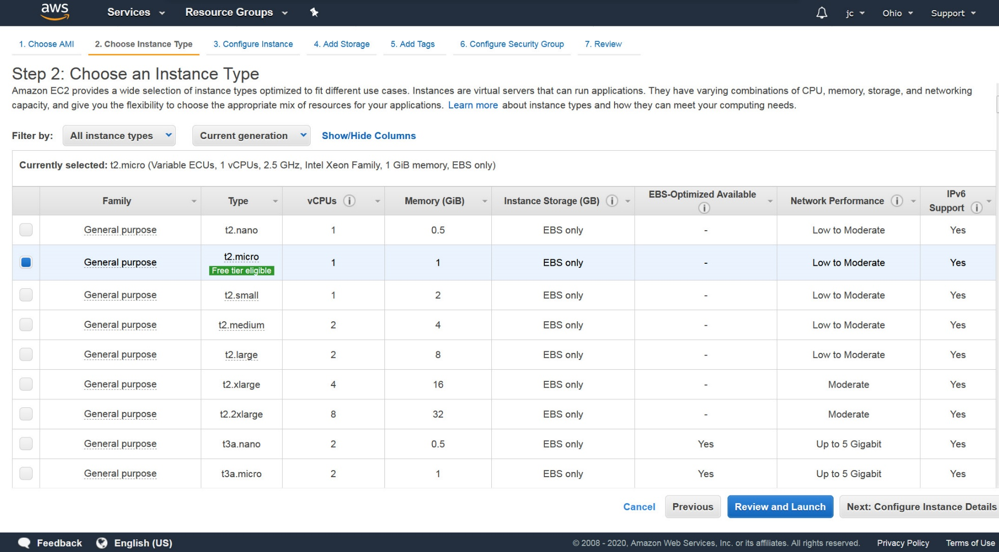 aws Services Resource Groups jc Ohio Support
1. Choose AMI 2. Choose Instance Type 3. Configure Instance 4. Add Storage 5. Add Tags 6. Configure Security Group 7. Review
Step 2: Choose an Instance Type
Amazon EC2 provides a wide selection of instance types optimized to fit different use cases. Instances are virtual servers that can run applications. They have varying combinations of CPU, memory, storage, and networking
capacity, and give you the flexibility to choose the appropriate mix of resources for your applications. Learn more about instance types and how they can meet your computing needs.
Filter by: All instance types Current generation Show/Hide Columns
Currently selected: t2.micro (Variable ECUs, 1 vCPUs, 2.5 GHz, Intel Xeon Family, 1 GiB memory, EBS only)
Family Type vCPUs i Memory (GiB) Instance Storage (GB) i EBS-Optimized Available i Network Performance i IPv6 Support i
General purpose t2.nano 1 0.5 EBS only - Low to Moderate Yes
General purpose t2.micro Free tier eligible 1 1 EBS only - Low to Moderate Yes
General purpose t2.small 1 2 EBS only - Low to Moderate Yes
General purpose t2.medium 2 4 EBS only - Low to Moderate Yes
General purpose t2.large 2 8 EBS only - Low to Moderate Yes
General purpose t2.xlarge 4 16 EBS only - Moderate Yes
General purpose t2.2xlarge 8 32 EBS only - Moderate Yes
General purpose t3a.nano 2 0.5 EBS only Yes Up to 5 Gigabit Yes
General purpose t3a.micro 2 1 EBS only Yes Up to 5 Gigabit Yes
Cancel Previous Review and Launch Next: Configure Instance Details
Feedback English (US) © 2008 - 2020, Amazon Web Services, Inc. or its affiliates. All rights reserved. Privacy Policy Terms of Use